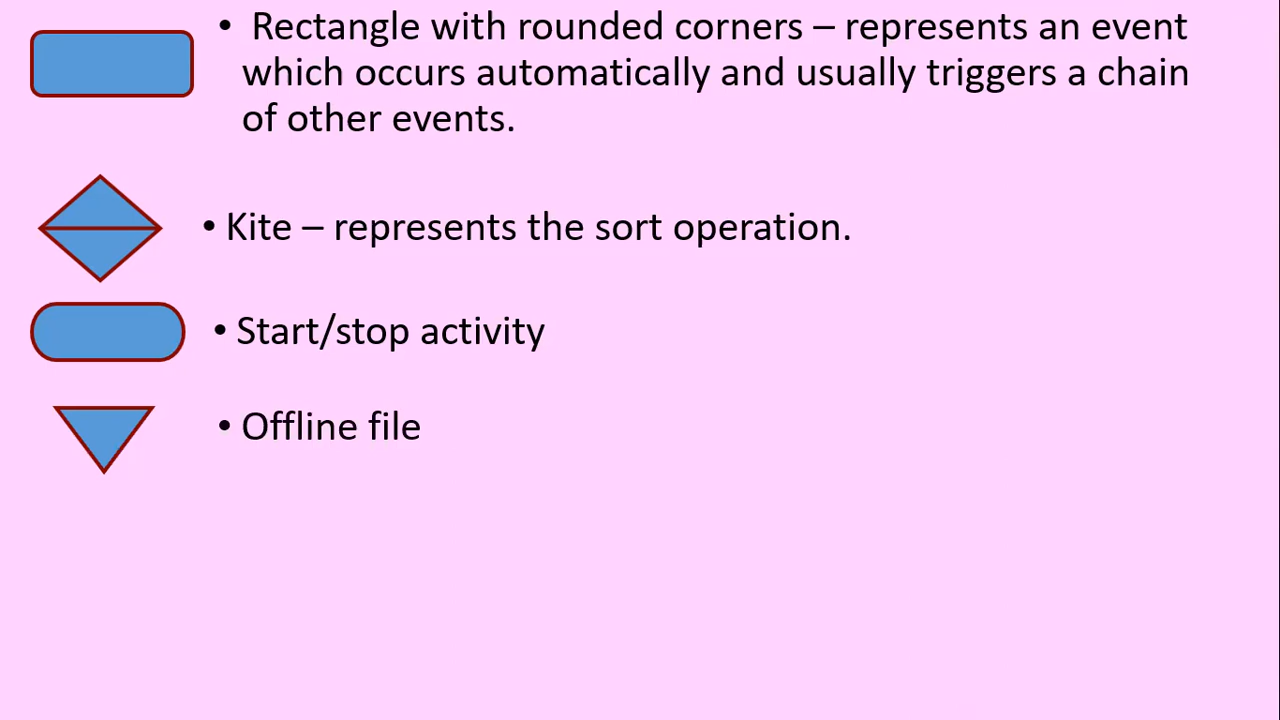 • Rectangle with rounded corners – represents an event
which occurs automatically and usually triggers a chain
of other events.
• Kite – represents the sort operation.
• Start/stop activity
• Offline file